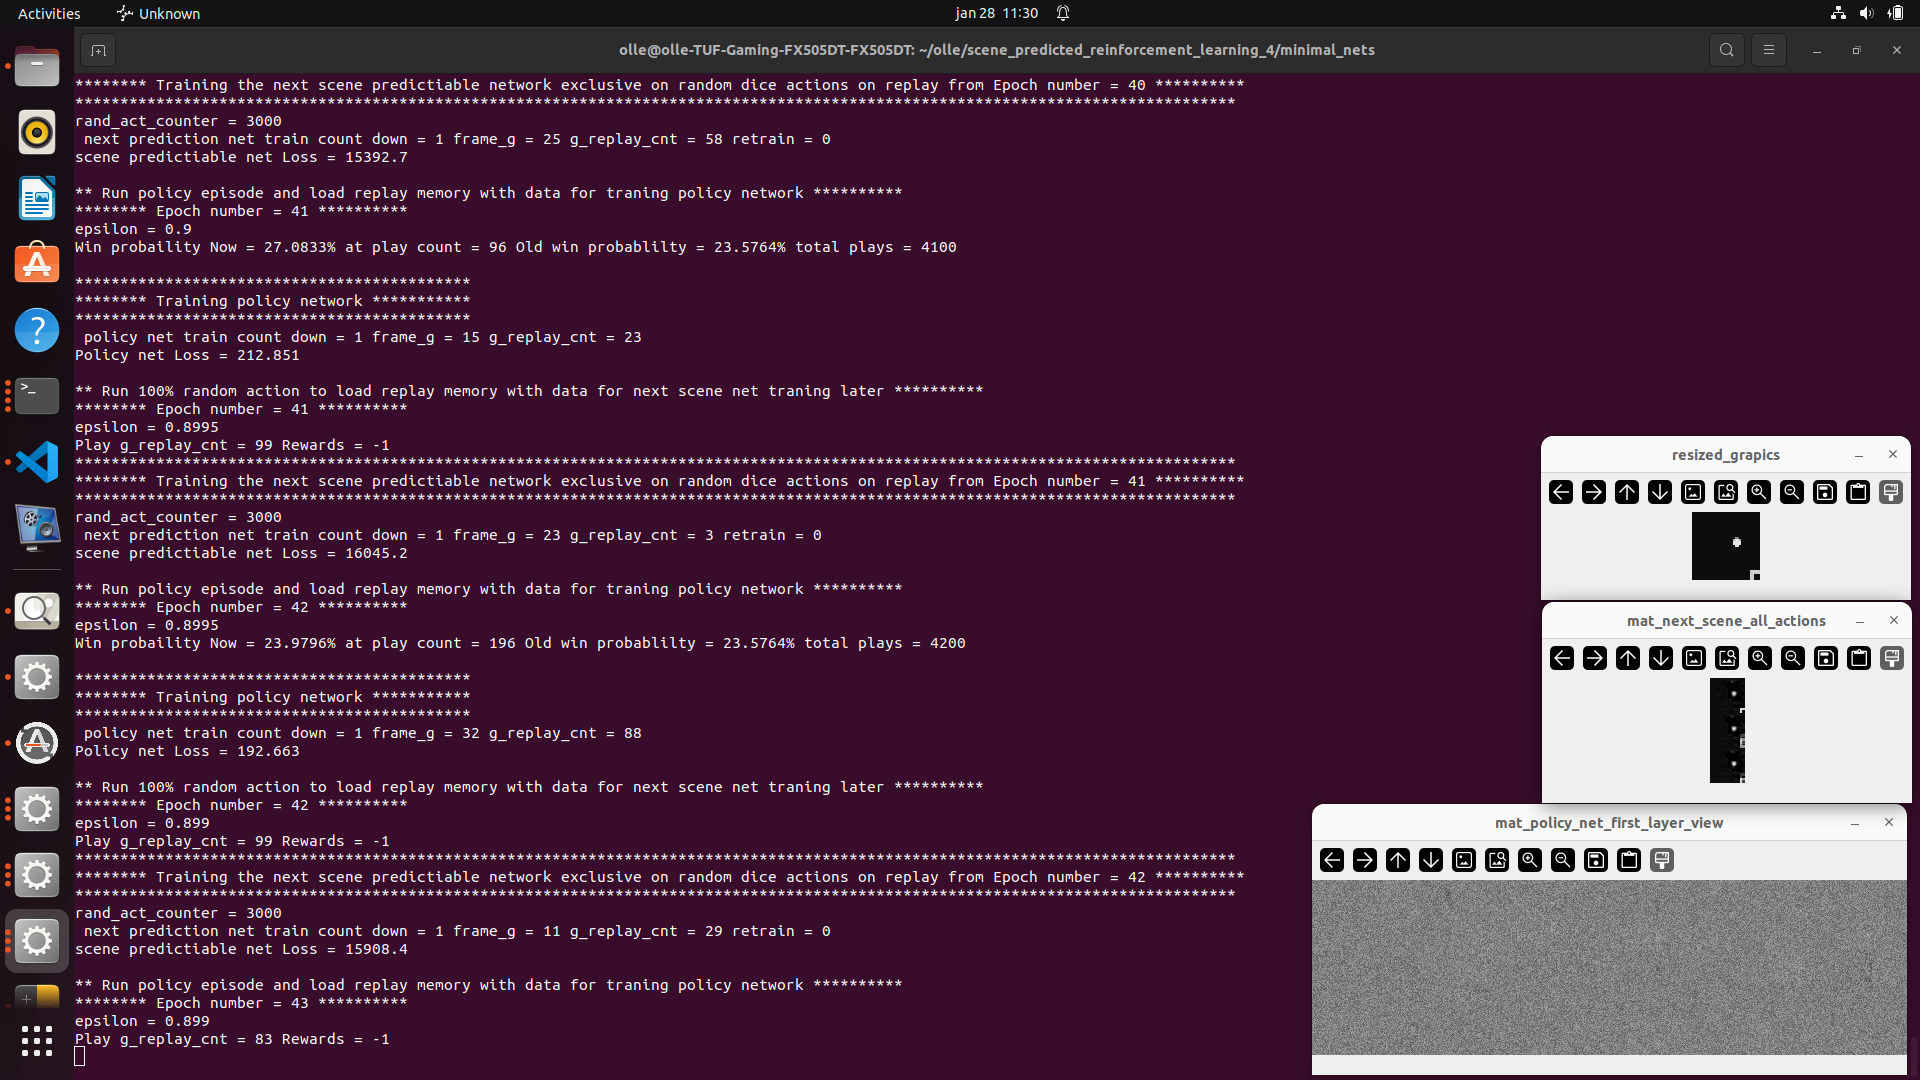 Activities
Unknown
jan 28 11:30
olle@olle-TUF-Gaming-FX505DT-FX505DT: ~/olle/scene_predicted_reinforcement_learning_4/minimal_nets
******** Training the next scene predictiable network exclusive on random dice actions on replay from Epoch number = 40 **********
*********************************************************************************************************************************
rand_act_counter = 3000
next prediction net train count down = 1 frame_g = 25 g_replay_cnt = 58 retrain = 0
scene predictiable net Loss = 15392.7
** Run policy episode and load replay memory with data for traning policy network **********
******** Epoch number = 41 **********
epsilon = 0.9
Win probaility Now = 27.0833% at play count = 96 Old win probablilty = 23.5764% total plays = 4100
********************************************
******** Training policy network ***********
********************************************
policy net train count down = 1 frame_g = 15 g_replay_cnt = 23
Policy net Loss = 212.851
** Run 100% random action to load replay memory with data for next scene net traning later **********
******** Epoch number = 41 **********
epsilon = 0.8995
Play g_replay_cnt = 99 Rewards = -1
*********************************************************************************************************************************
******** Training the next scene predictiable network exclusive on random dice actions on replay from Epoch number = 41 **********
*********************************************************************************************************************************
rand_act_counter = 3000
next prediction net train count down = 1 frame_g = 23 g_replay_cnt = 3 retrain = 0
scene predictiable net Loss = 16045.2
** Run policy episode and load replay memory with data for traning policy network **********
******** Epoch number = 42 **********
epsilon = 0.8995
Win probaility Now = 23.9796% at play count = 196 Old win probablilty = 23.5764% total plays = 4200
********************************************
******** Training policy network ***********
********************************************
policy net train count down = 1 frame_g = 32 g_replay_cnt = 88
Policy net Loss = 192.663
** Run 100% random action to load replay memory with data for next scene net traning later **********
******** Epoch number = 42 **********
epsilon = 0.899
Play g_replay_cnt = 99 Rewards = -1
*********************************************************************************************************************************
******** Training the next scene predictiable network exclusive on random dice actions on replay from Epoch number = 42 **********
*********************************************************************************************************************************
rand_act_counter = 3000
next prediction net train count down = 1 frame_g = 11 g_replay_cnt = 29 retrain = 0
scene predictiable net Loss = 15908.4
** Run policy episode and load replay memory with data for traning policy network **********
******** Epoch number = 43 **********
epsilon = 0.899
Play g_replay_cnt = 83 Rewards = -1
resized_grapics
mat_next_scene_all_actions
mat_policy_net_first_layer_view